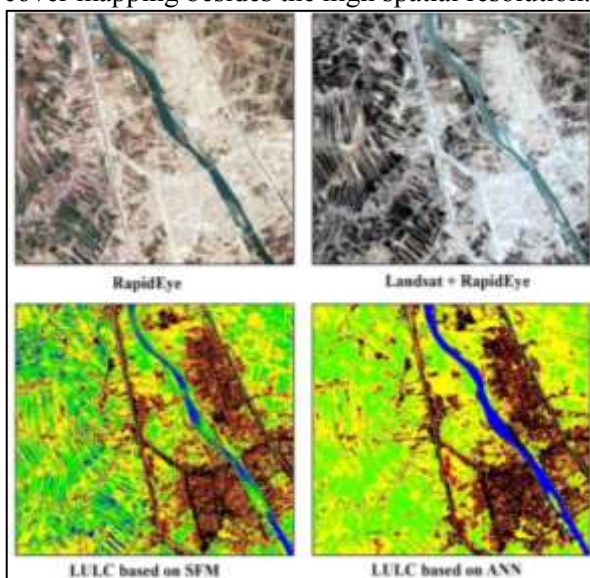 cover mapping besides the high spatial resolution.
RapidEye
Landsat + RapidEye
LULC based on SFM
LULC based on ANN